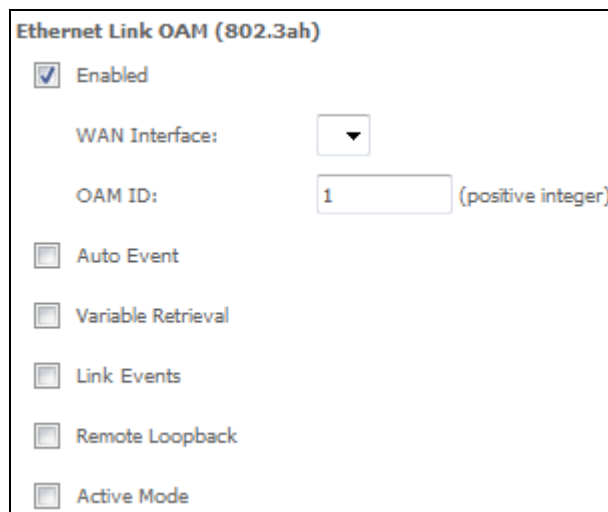 Ethernet Link OAM (802.3ah)
Enabled
WAN Interface:
OAM ID: 1 (positive integer)
Auto Event
Variable Retrieval
Link Events
Remote Loopback
Active Mode